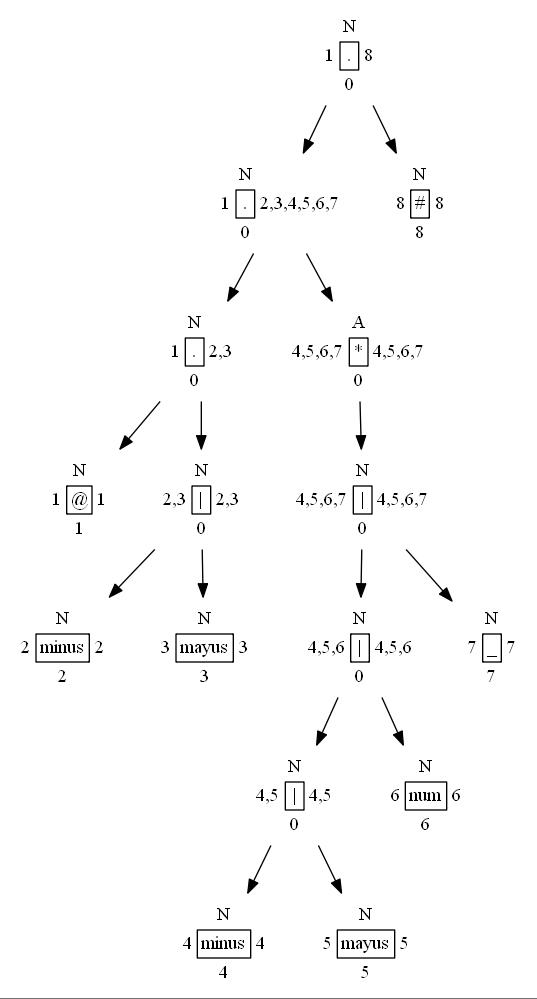 N
1 . 8
0
N N
1 . 2,3,4,5,6,7 8 # 8
0 8
N A
1 . 2,3 4,5,6,7 * 4,5,6,7
0 0
N N N
1 @ 1 2,3 | 2,3 4,5,6,7 | 4,5,6,7
1 0 0
N N N N
2 minus 2 3 mayus 3 4,5,6 | 4,5,6 7 _ 7
2 3 0 7
N N
4,5 | 4,5 6 num 6
0 6
N N
4 minus 4 5 mayus 5
4 5